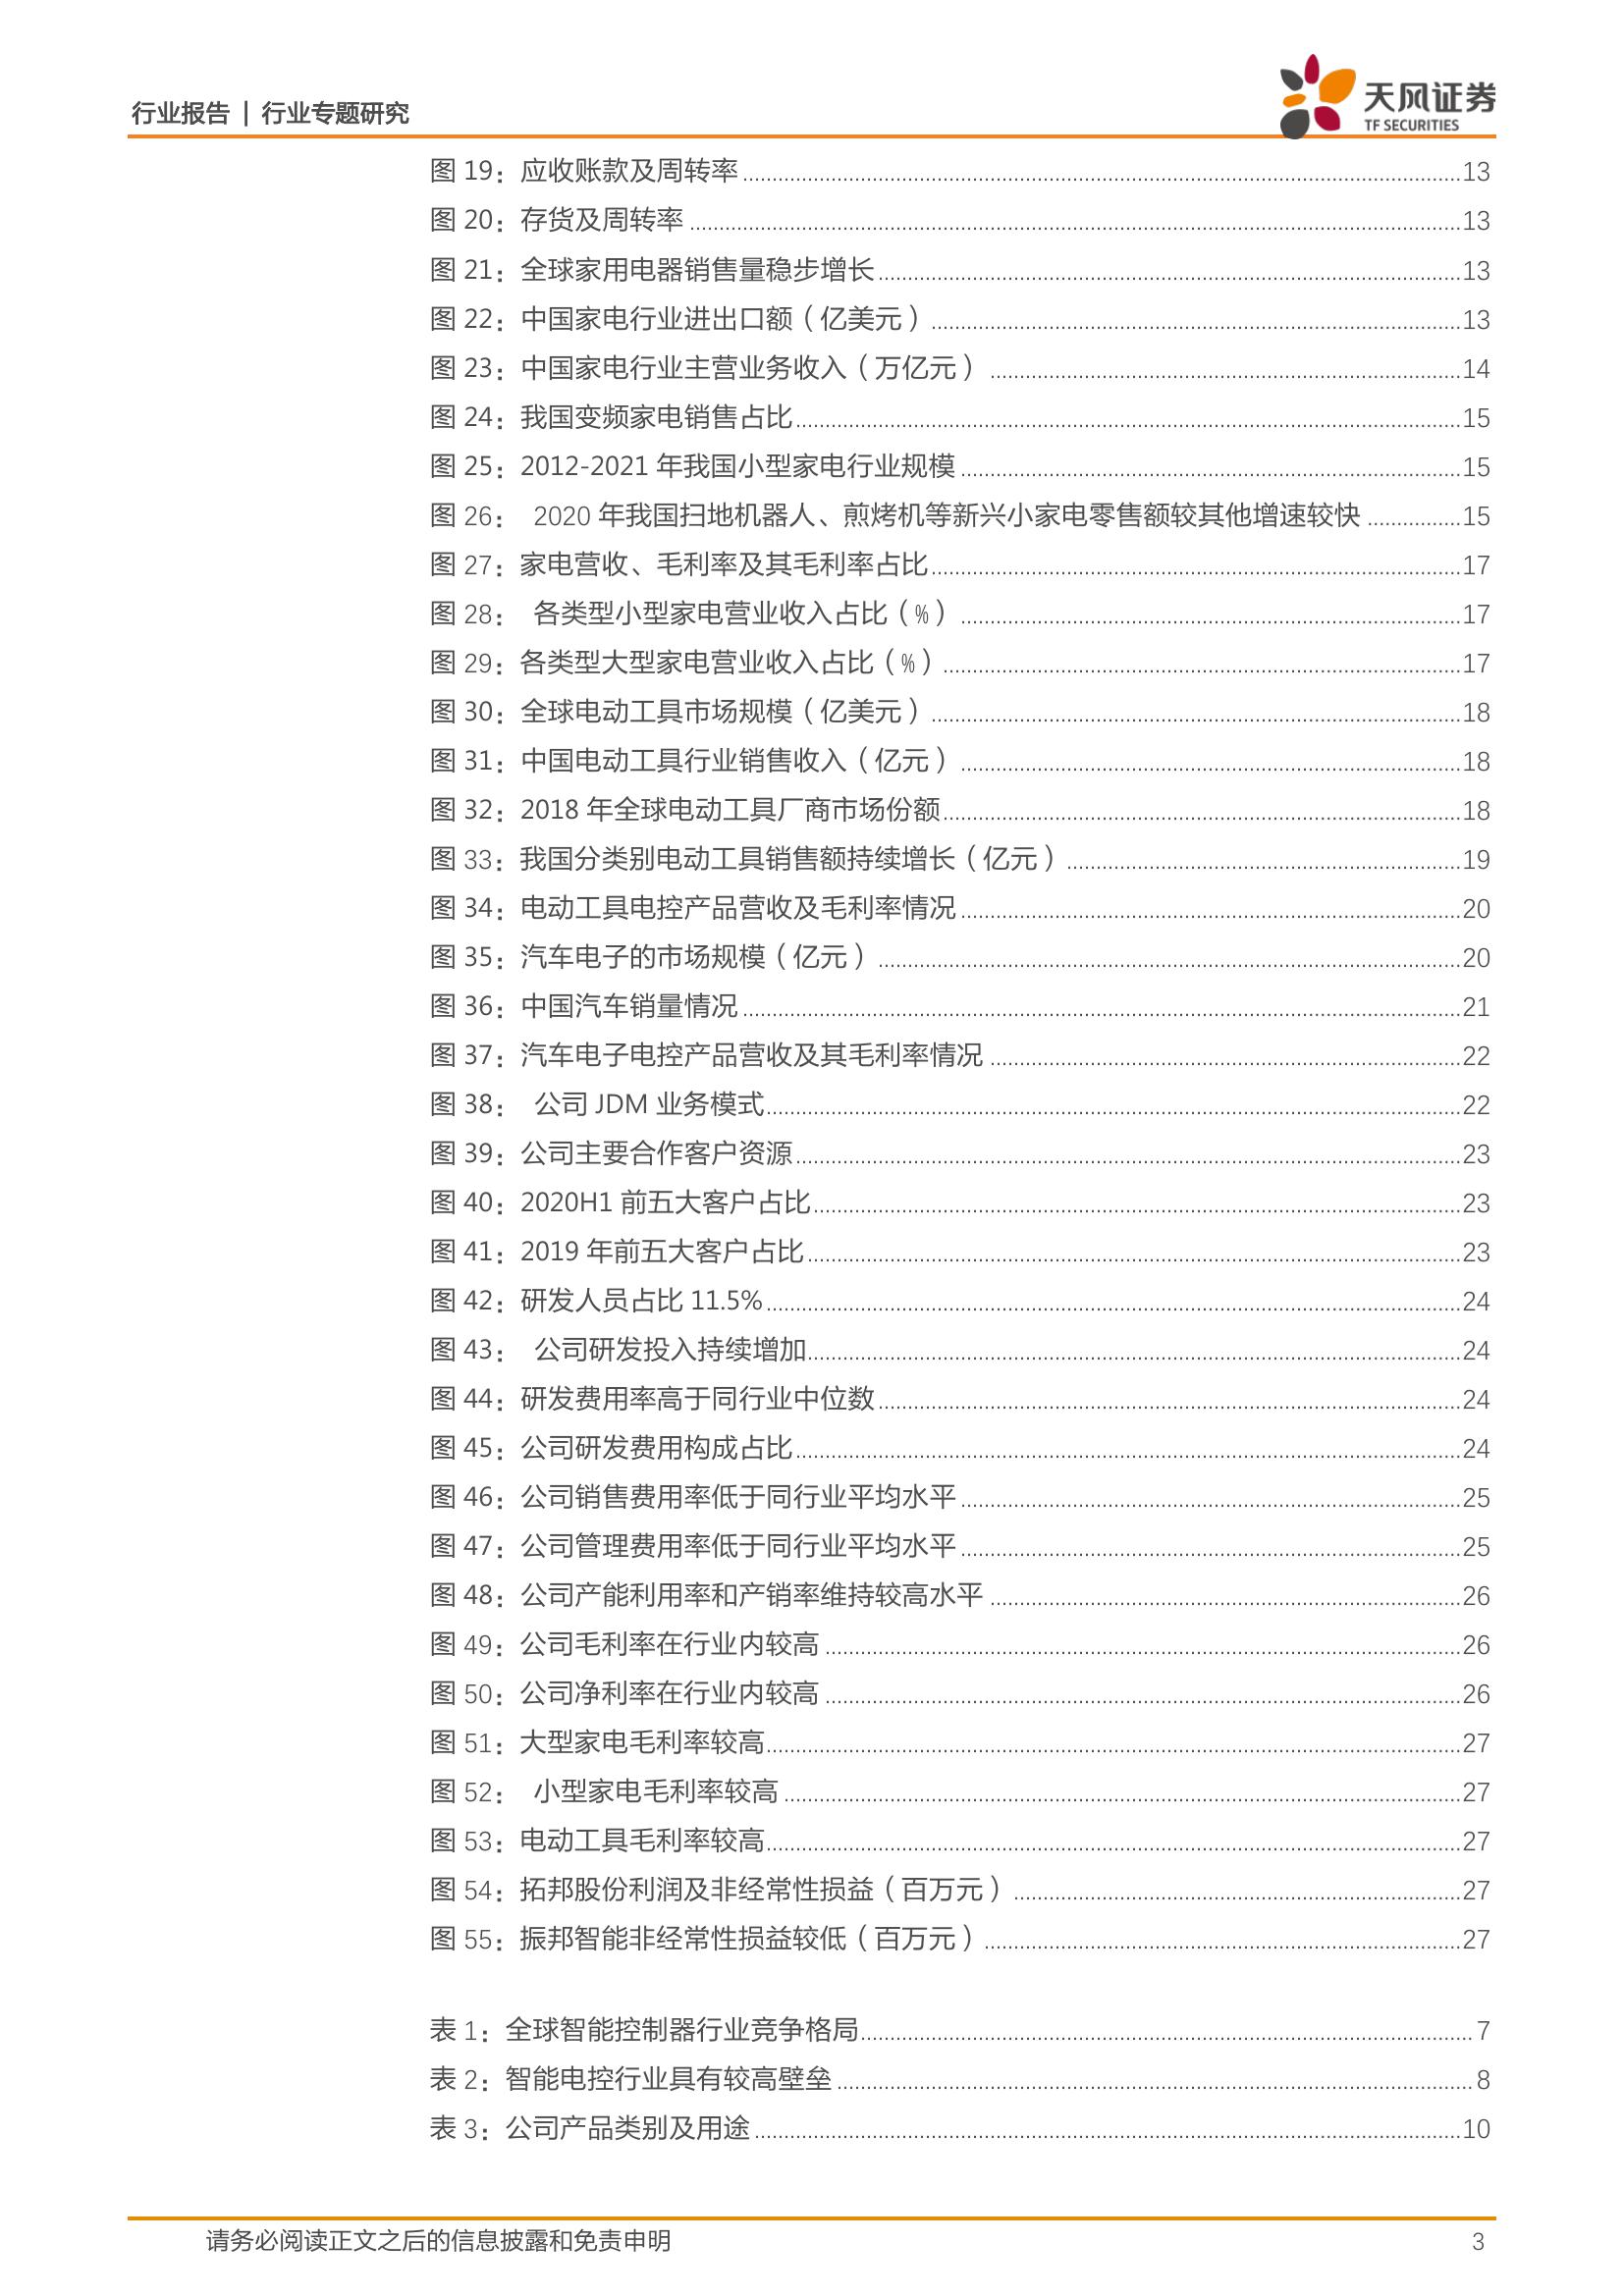 行业报告 | 行业专题研究
天风证券
TF SECURITIES
图 19：应收账款及周转率 13
图 20：存货及周转率 13
图 21：全球家用电器销售量稳步增长 13
图 22：中国家电行业进出口额（亿美元） 13
图 23：中国家电行业主营业务收入（万亿元） 14
图 24：我国变频家电销售占比 15
图 25：2012-2021 年我国小型家电行业规模 15
图 26： 2020 年我国扫地机器人、煎烤机等新兴小家电零售额较其他增速较快 15
图 27：家电营收、毛利率及其毛利率占比 17
图 28： 各类型小型家电营业收入占比（%） 17
图 29：各类型大型家电营业收入占比（%） 17
图 30：全球电动工具市场规模（亿美元） 18
图 31：中国电动工具行业销售收入（亿元） 18
图 32：2018 年全球电动工具厂商市场份额 18
图 33：我国分类别电动工具销售额持续增长（亿元） 19
图 34：电动工具电控产品营收及毛利率情况 20
图 35：汽车电子的市场规模（亿元） 20
图 36：中国汽车销量情况 21
图 37：汽车电子电控产品营收及其毛利率情况 22
图 38： 公司 JDM 业务模式 22
图 39：公司主要合作客户资源 23
图 40：2020H1 前五大客户占比 23
图 41：2019 年前五大客户占比 23
图 42：研发人员占比 11.5% 24
图 43： 公司研发投入持续增加 24
图 44：研发费用率高于同行业中位数 24
图 45：公司研发费用构成占比 24
图 46：公司销售费用率低于同行业平均水平 25
图 47：公司管理费用率低于同行业平均水平 25
图 48：公司产能利用率和产销率维持较高水平 26
图 49：公司毛利率在行业内较高 26
图 50：公司净利率在行业内较高 26
图 51：大型家电毛利率较高 27
图 52： 小型家电毛利率较高 27
图 53：电动工具毛利率较高 27
图 54：拓邦股份利润及非经常性损益（百万元） 27
图 55：振邦智能非经常性损益较低（百万元） 27
表 1：全球智能控制器行业竞争格局 7
表 2：智能电控行业具有较高壁垒 8
表 3：公司产品类别及用途 10
请务必阅读正文之后的信息披露和免责申明 3